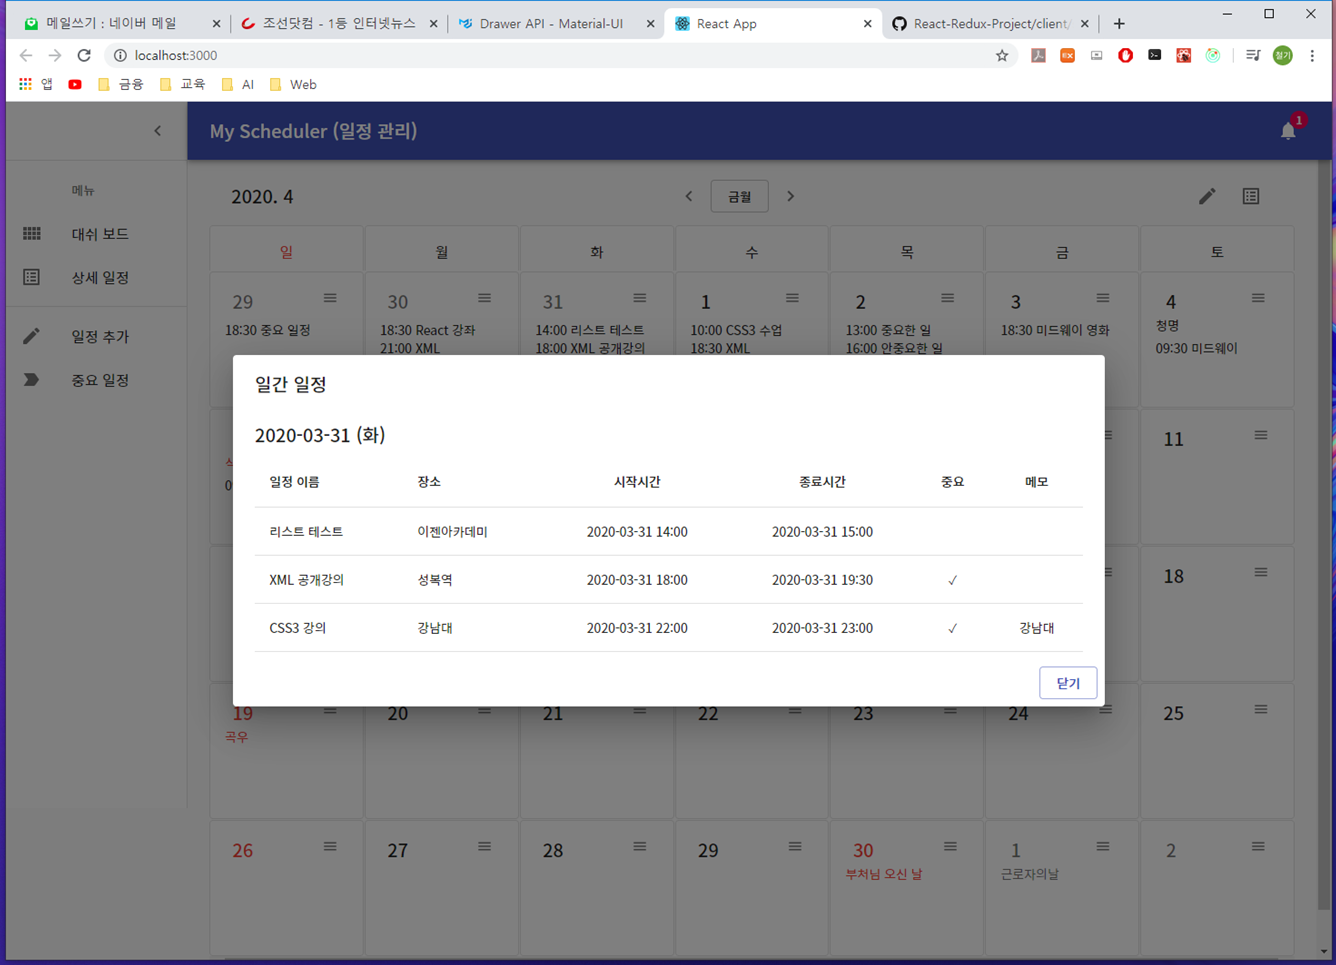 메일쓰기 : 네이버 메일
조선닷컴 - 1등 인터넷뉴스
Drawer API - Material-UI
React App
React-Redux-Project/client/
localhost:3000
앱
금융
교육
AI
Web
My Scheduler (일정 관리)
1
메뉴
대쉬 보드
상세 일정
일정 추가
중요 일정
2020. 4
금월
일 월 화 수 목 금 토
29 30 31 1 2 3 4
18:30 중요 일정
18:30 React 강좌
21:00 XML
14:00 리스트 테스트
18:00 XML 공개강의
10:00 CSS3 수업
18:30 XML
13:00 중요한 일
16:00 안중요한 일
18:30 미드웨이 영화
청명
09:30 미드웨이
일간 일정
2020-03-31 (화)
일정 이름 장소 시작시간 종료시간 중요 메모
리스트 테스트 이젠아카데미 2020-03-31 14:00 2020-03-31 15:00
XML 공개강의 성복역 2020-03-31 18:00 2020-03-31 19:30 ✓
CSS3 강의 강남대 2020-03-31 22:00 2020-03-31 23:00 ✓ 강남대
닫기
11
18
19 20 21 22 23 24 25
곡우
26 27 28 29 30 1 2
부처님 오신 날
근로자의날